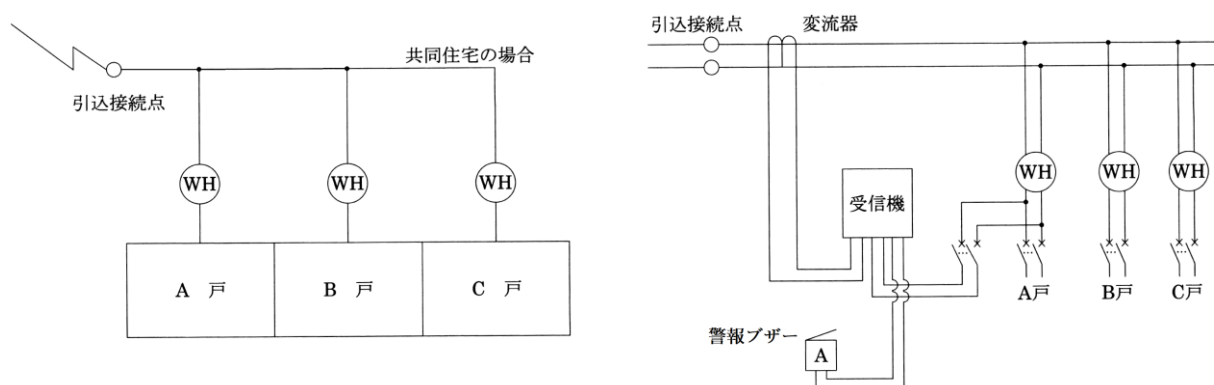 共同住宅の場合
引込接続点
WH
WH
WH
A 戸
B 戸
C 戸
引込接続点
変流器
WH
WH
WH
受信機
A戸
B戸
C戸
警報ブザー
A